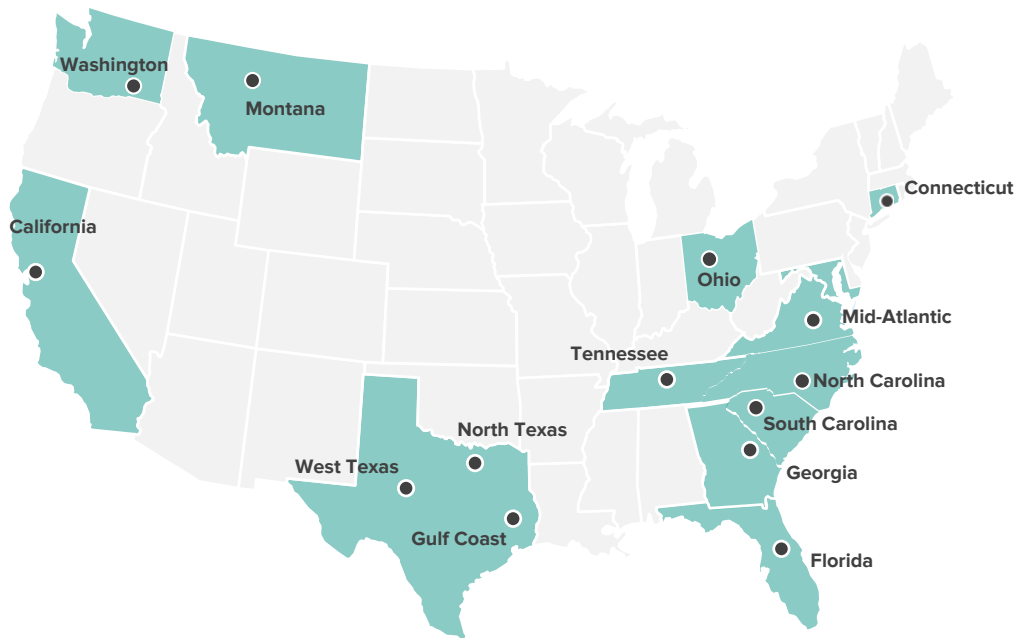 Washington
Montana
Connecticut
California
Ohio
Mid-Atlantic
Tennessee
North Carolina
South Carolina
North Texas
West Texas
Georgia
Gulf Coast
Florida